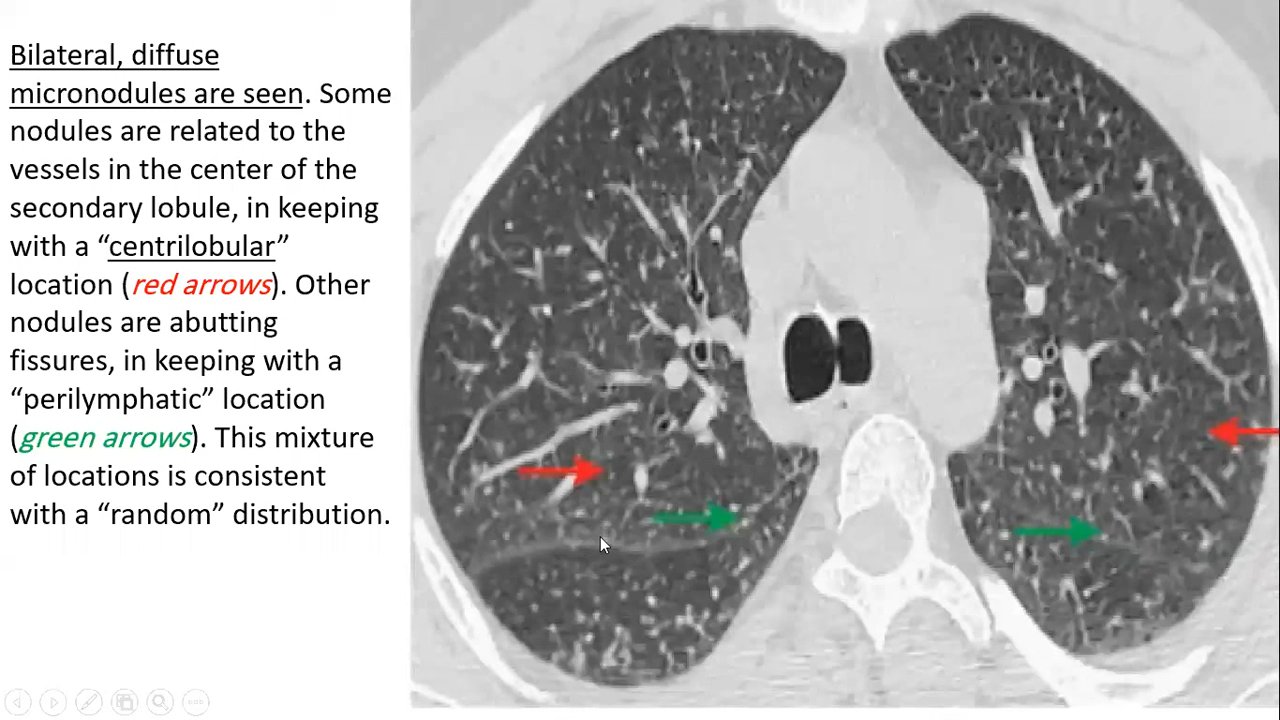 Bilateral, diffuse
micronodules are seen. Some
nodules are related to the
vessels in the center of the
secondary lobule, in keeping
with a “centrilobular”
location (red arrows). Other
nodules are abutting
fissures, in keeping with a
“perilymphatic” location
(green arrows). This mixture
of locations is consistent
with a “random” distribution.